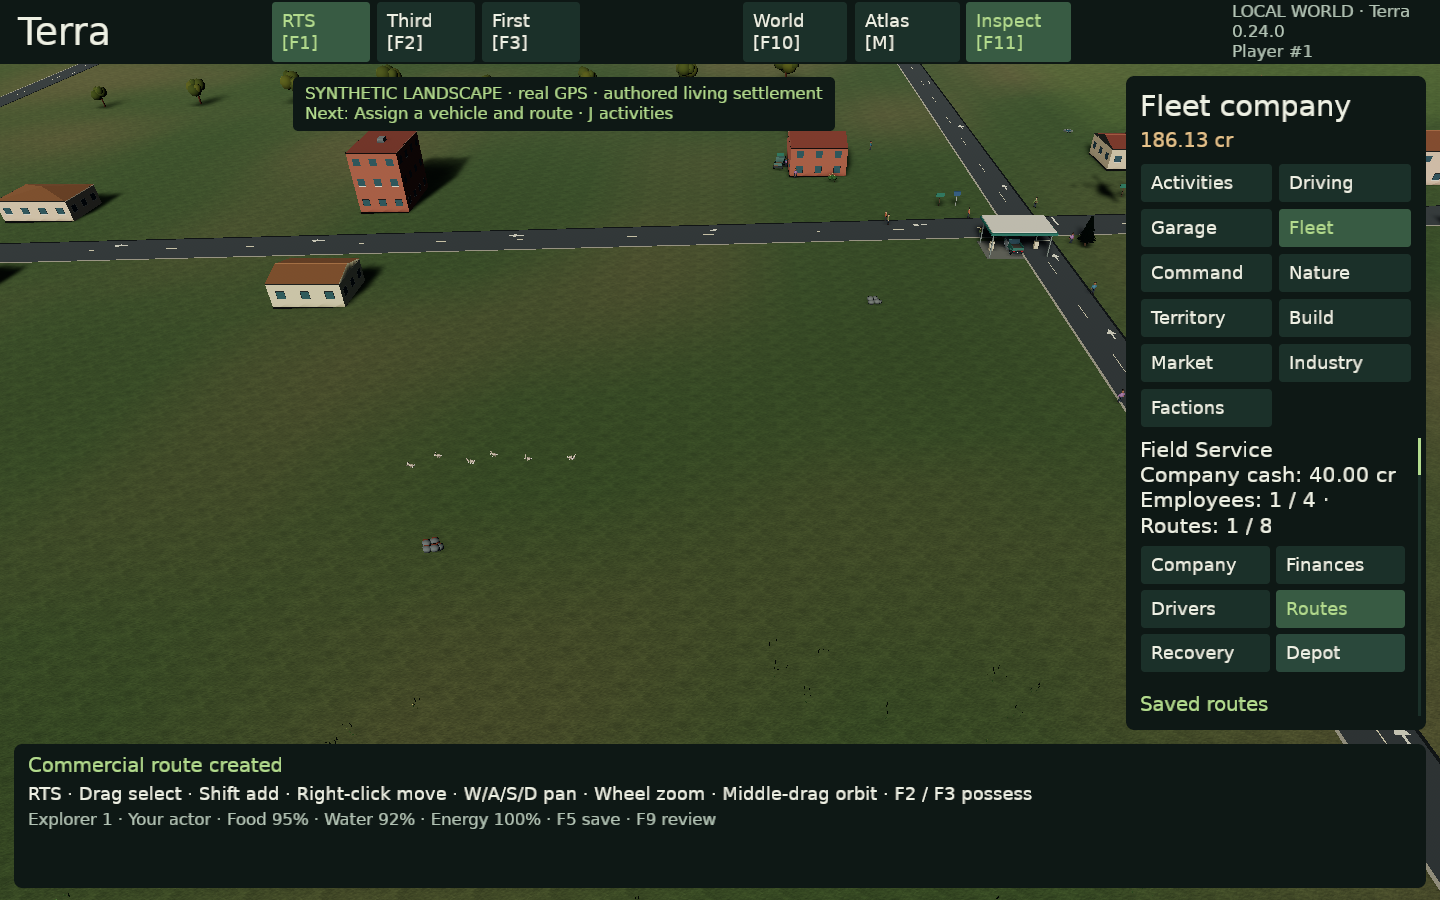 Terra
RTS
[F1]
Third
[F2]
First
[F3]
World
[F10]
Atlas
[M]
Inspect
[F11]
LOCAL WORLD · Terra
0.24.0
Player #1
SYNTHETIC LANDSCAPE · real GPS · authored living settlement
Next: Assign a vehicle and route · J activities
Fleet company
186.13 cr
Activities
Driving
Garage
Fleet
Command
Nature
Territory
Build
Market
Industry
Factions
Field Service
Company cash: 40.00 cr
Employees: 1 / 4 ·
Routes: 1 / 8
Company
Finances
Drivers
Routes
Recovery
Depot
Saved routes
Commercial route created
RTS · Drag select · Shift add · Right-click move · W/A/S/D pan · Wheel zoom · Middle-drag orbit · F2 / F3 possess
Explorer 1 · Your actor · Food 95% · Water 92% · Energy 100% · F5 save · F9 review